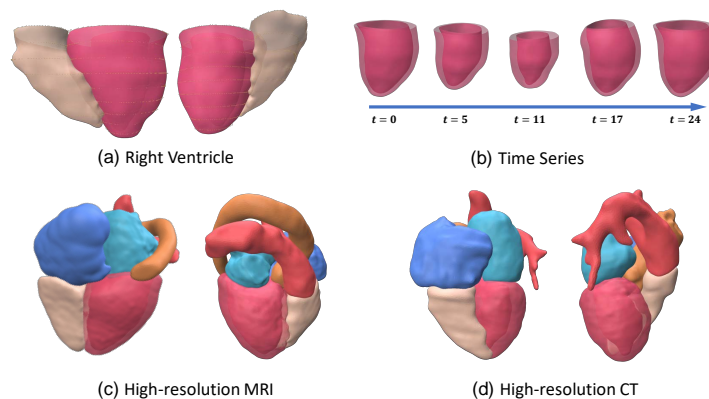 t = 0
t = 5
t = 11
t = 17
t = 24
(a) Right Ventricle
(b) Time Series
(c) High-resolution MRI
(d) High-resolution CT